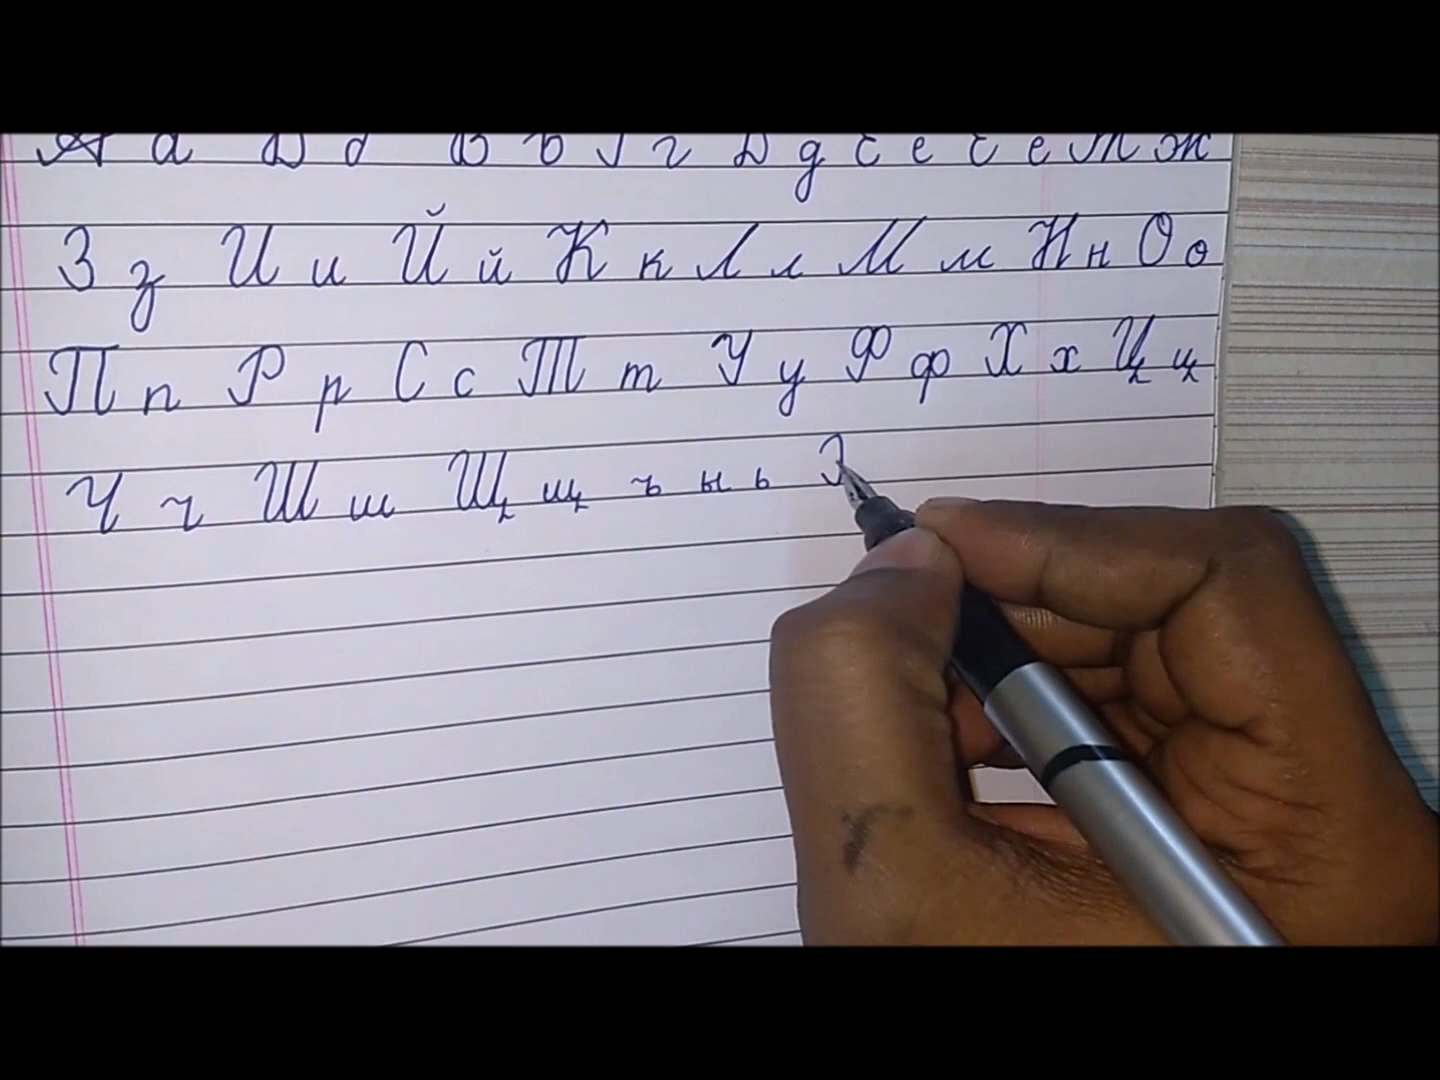 А а Б б В в Г г Д д Е е Ё ё Ж ж
З з И и Й й К к Л л М м Н н О о
П п Р р С с Т т У у Ф ф Х х Ц ц
Ч ч Ш ш Щ щ ъ ы ь Э